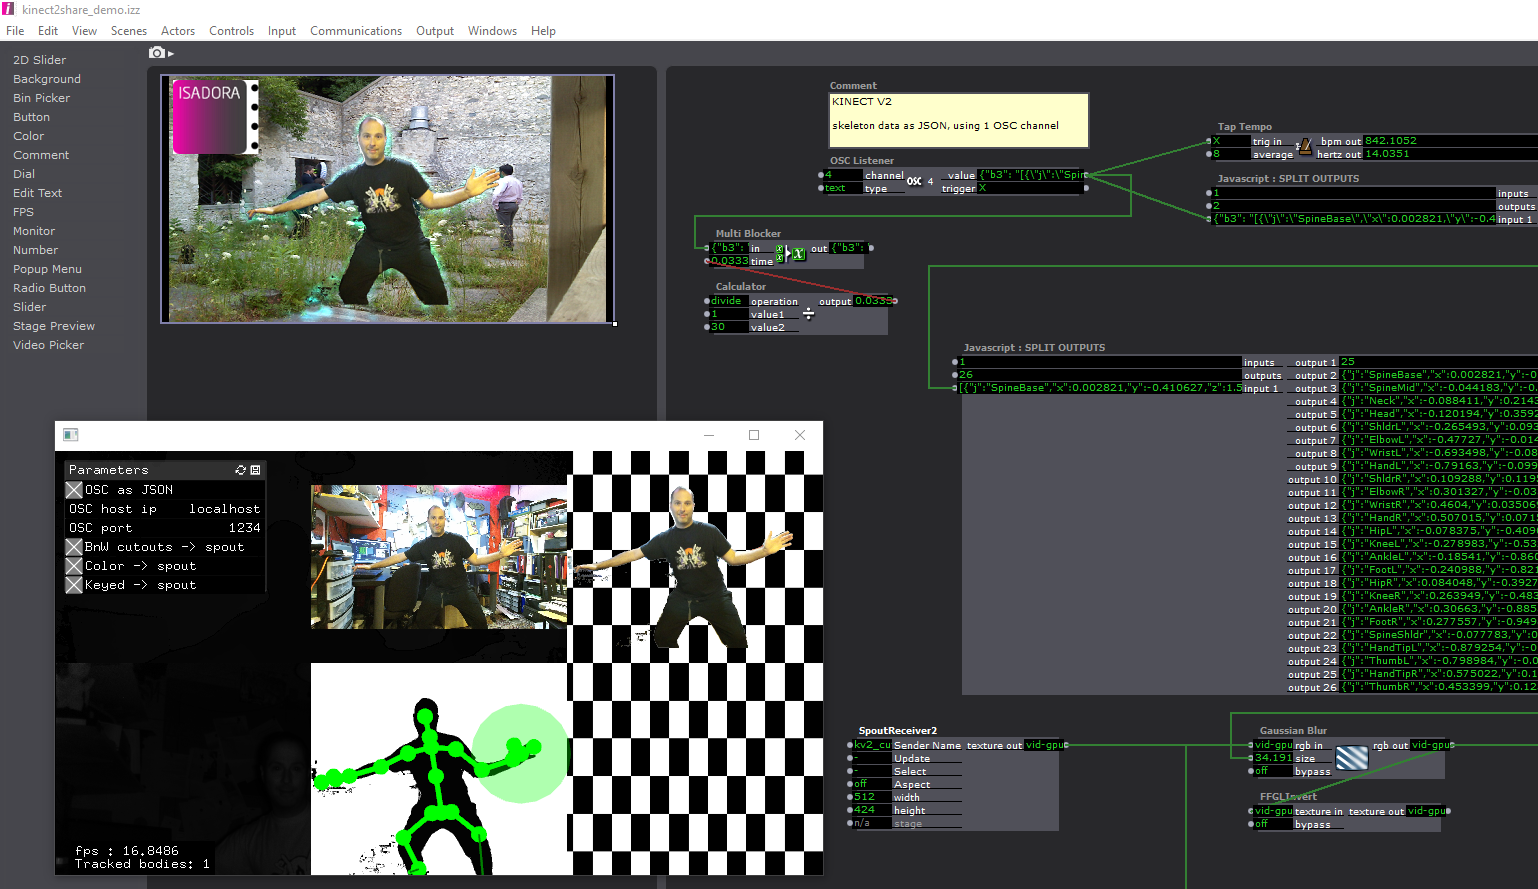 kinect2share_demo.izz
File Edit View Scenes Actors Controls Input Communications Output Windows Help
2D Slider
Background
Bin Picker
Button
Color
Comment
Dial
Edit Text
FPS
Monitor
Number
Popup Menu
Radio Button
Slider
Stage Preview
Video Picker
ISADORA
Comment
KINECT V2
skeleton data as JSON, using 1 OSC channel
OSC Listener
4 channel OSC 4 value {"b3": "[{\"j\":\"Spin
text type trigger X
Tap Tempo
X trig in bpm out 842.1052
8 average hertz out 14.0351
Javascript : SPLIT OUTPUTS
1 inputs
2 outputs
{"b3": "[{\"j\":\"SpineBase\",\"x\":0.002821,\"y\":-0.4 input 1
Multi Blocker
{"b3": in out {"b3":
0.0333 time
Calculator
divide operation output 0.0333
1 value1
30 value2
Javascript : SPLIT OUTPUTS
1 inputs output 1 25
26 outputs output 2 {"j":"SpineBase","x":0.002821,"y":-0
[{"j":"SpineBase","x":0.002821,"y":-0.410627,"z":1.5 input 1 output 3 {"j":"SpineMid","x":-0.044183,"y":-0.
output 4 {"j":"Neck","x":-0.088411,"y":0.2143
output 5 {"j":"Head","x":-0.120194,"y":0.3592
output 6 {"j":"ShldrL","x":-0.265493,"y":0.093
output 7 {"j":"ElbowL","x":-0.47727,"y":-0.014
output 8 {"j":"WristL","x":-0.693498,"y":-0.08
output 9 {"j":"HandL","x":-0.79163,"y":-0.099
output 10 {"j":"ShldrR","x":0.109288,"y":0.119
output 11 {"j":"ElbowR","x":0.301327,"y":-0.03
output 12 {"j":"WristR","x":0.4604,"y":0.03506
output 13 {"j":"HandR","x":0.507015,"y":0.071
output 14 {"j":"HipL","x":-0.078375,"y":-0.409
output 15 {"j":"KneeL","x":-0.278983,"y":-0.53
output 16 {"j":"AnkleL","x":-0.18541,"y":-0.860
output 17 {"j":"FootL","x":-0.240988,"y":-0.821
output 18 {"j":"HipR","x":0.084048,"y":-0.3927
output 19 {"j":"KneeR","x":0.263949,"y":-0.483
output 20 {"j":"AnkleR","x":0.30663,"y":-0.885
output 21 {"j":"FootR","x":0.277557,"y":-0.949
output 22 {"j":"SpineShldr","x":-0.077783,"y":0
output 23 {"j":"HandTipL","x":-0.879254,"y":-0
output 24 {"j":"ThumbL","x":-0.798984,"y":-0.0
output 25 {"j":"HandTipR","x":0.575022,"y":0.1
output 26 {"j":"ThumbR","x":0.453399,"y":0.12
Parameters
OSC as JSON
OSC host ip localhost
OSC port 1234
BnW cutouts -> spout
Color -> spout
Keyed -> spout
fps : 16.8486
Tracked bodies: 1
SpoutReceiver2
kv2_cu Sender Name texture out vid-gpu
- Update
- Select
off Aspect
512 width
424 height
n/a stage
Gaussian Blur
vid-gpu rgb in rgb out vid-gpu
34.191 size
off bypass
FFGLInvert
vid-gpu texture in texture out vid-gpu
off bypass